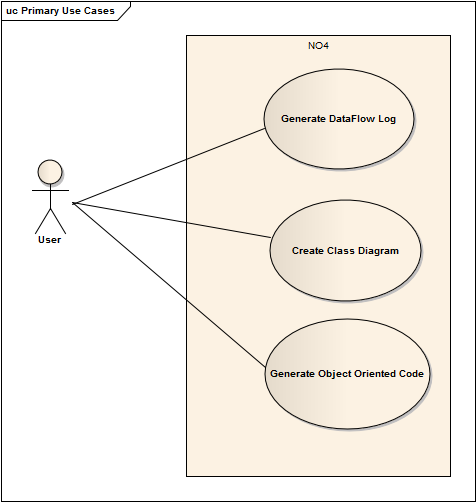 uc Primary Use Cases
NO4
Generate DataFlow Log
User
Create Class Diagram
Generate Object Oriented Code